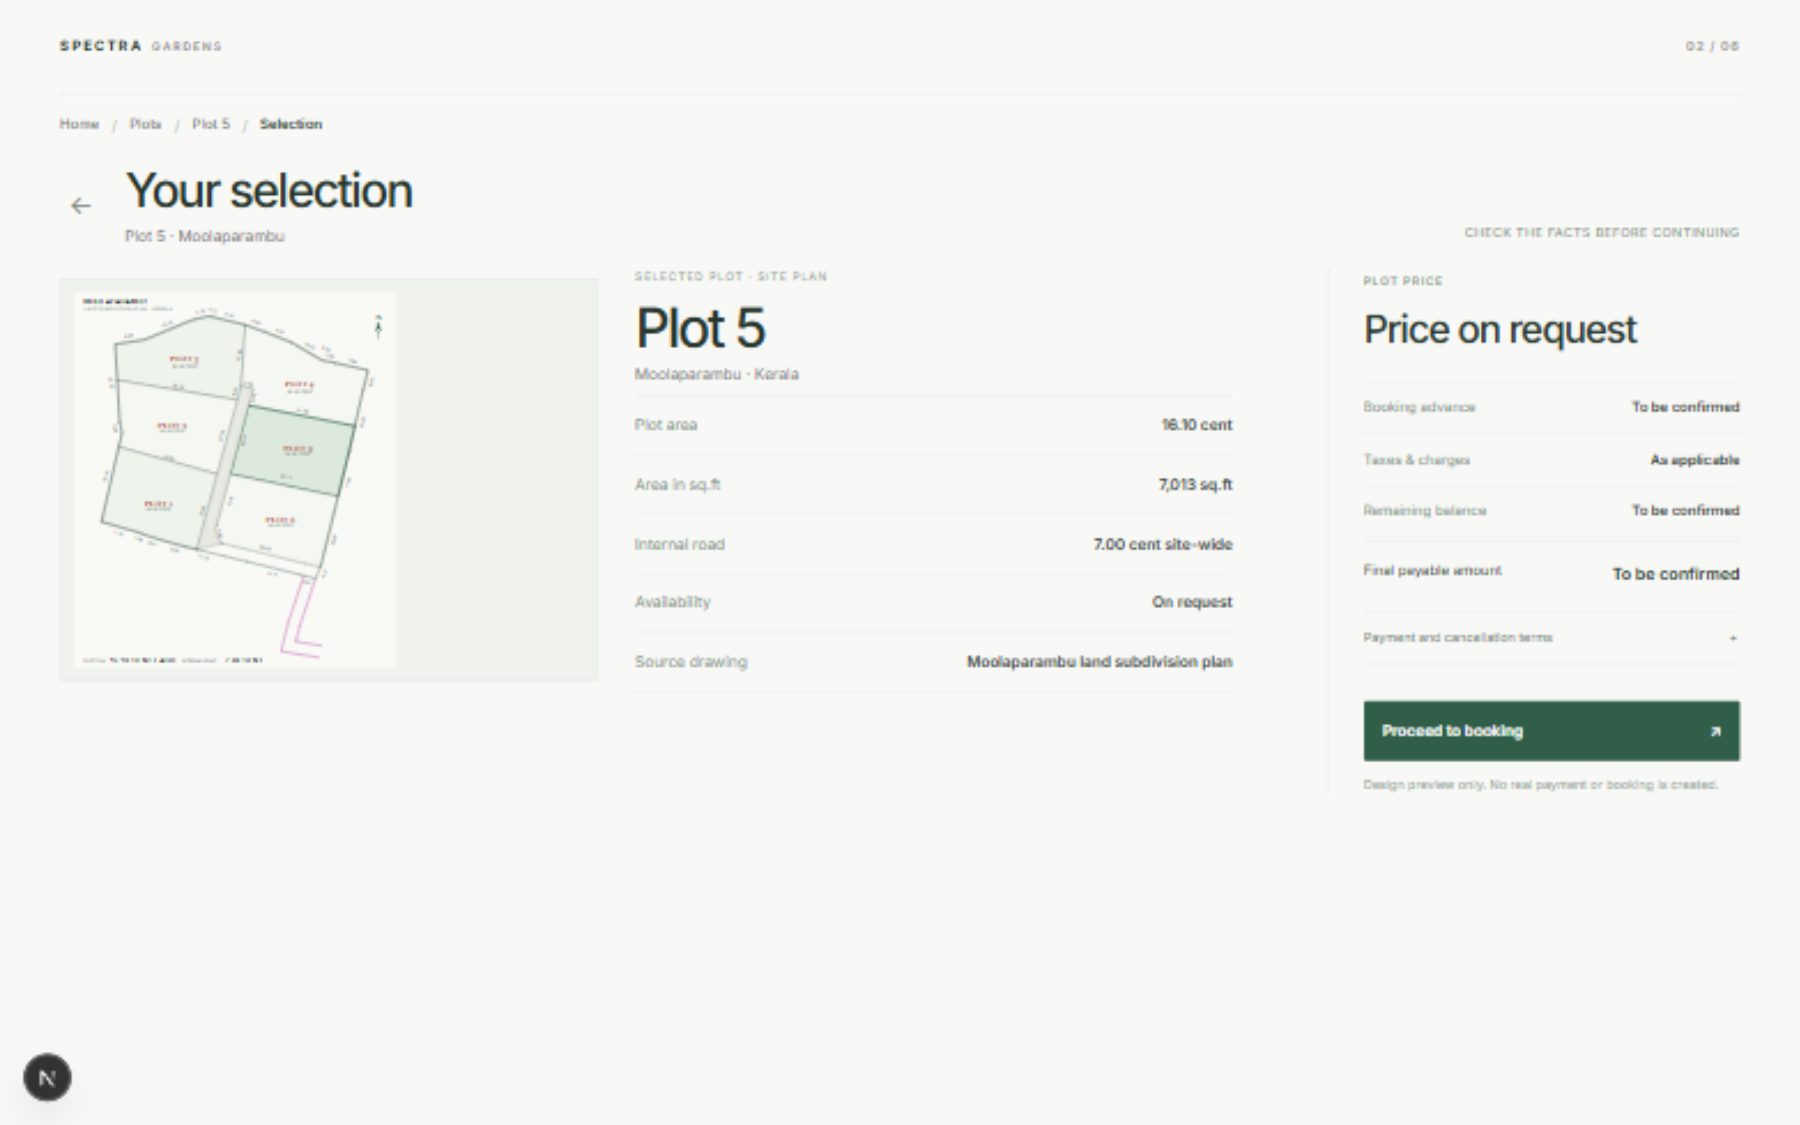 SPECTRA GARDENS
02 / 06
Home / Plots / Plot 5 / Selection
←
Your selection
Plot 5 · Moolaparambu
CHECK THE FACTS BEFORE CONTINUING
SELECTED PLOT - SITE PLAN
Plot 5
Moolaparambu · Kerala
Plot area 16.10 cent
Area in sq.ft 7,013 sq.ft
Internal road 7.00 cent site-wide
Availability On request
Source drawing Moolaparambu land subdivision plan
PLOT PRICE
Price on request
Booking advance To be confirmed
Taxes & charges As applicable
Remaining balance To be confirmed
Final payable amount To be confirmed
Payment and cancellation terms +
Proceed to booking
Design preview only. No real payment or booking is created.
N